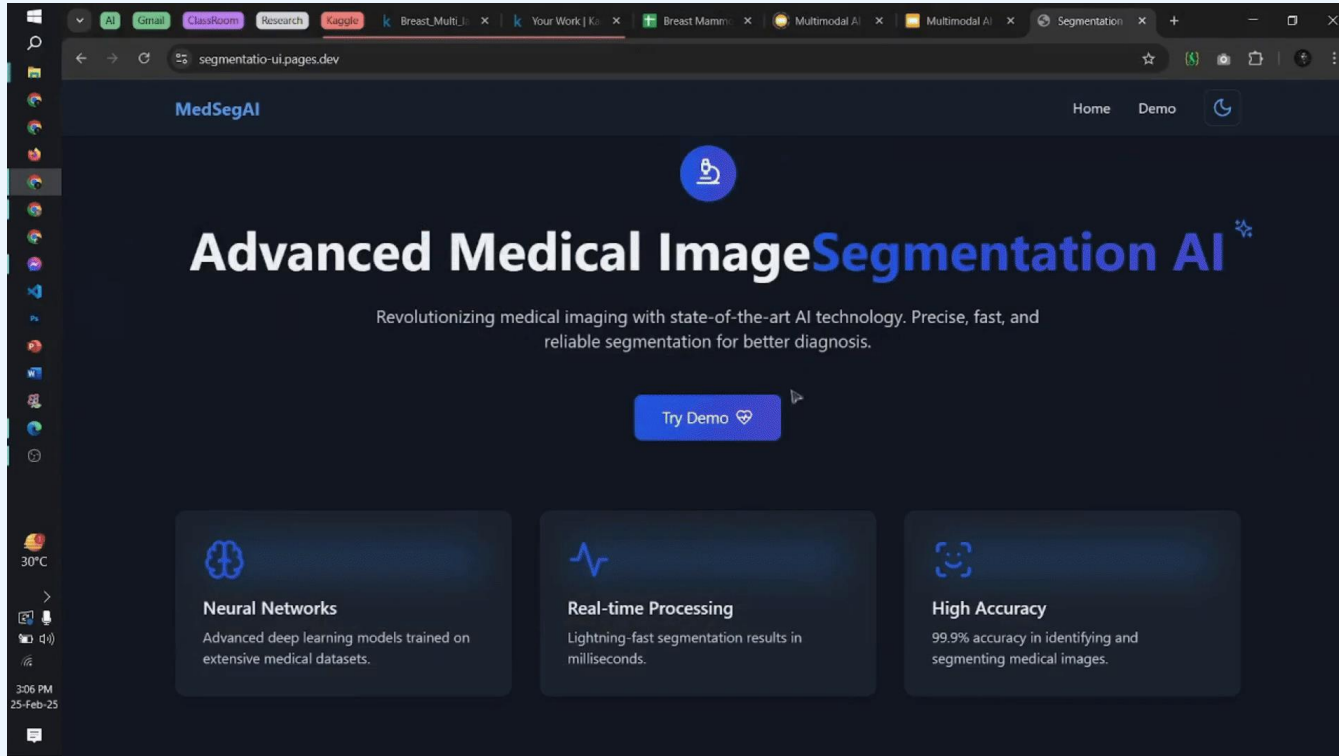 AI Gmail ClassRoom Research Kaggle Breast_Multi_la Your Work | Ka Breast Mammo Multimodal AI Multimodal AI Segmentation
segmentatio-ui.pages.dev
MedSegAI
Home Demo
Advanced Medical ImageSegmentation AI
Revolutionizing medical imaging with state-of-the-art AI technology. Precise, fast, and
reliable segmentation for better diagnosis.
Try Demo
Neural Networks
Advanced deep learning models trained on
extensive medical datasets.
Real-time Processing
Lightning-fast segmentation results in
milliseconds.
High Accuracy
99.9% accuracy in identifying and
segmenting medical images.
30°C
3:06 PM
25-Feb-25